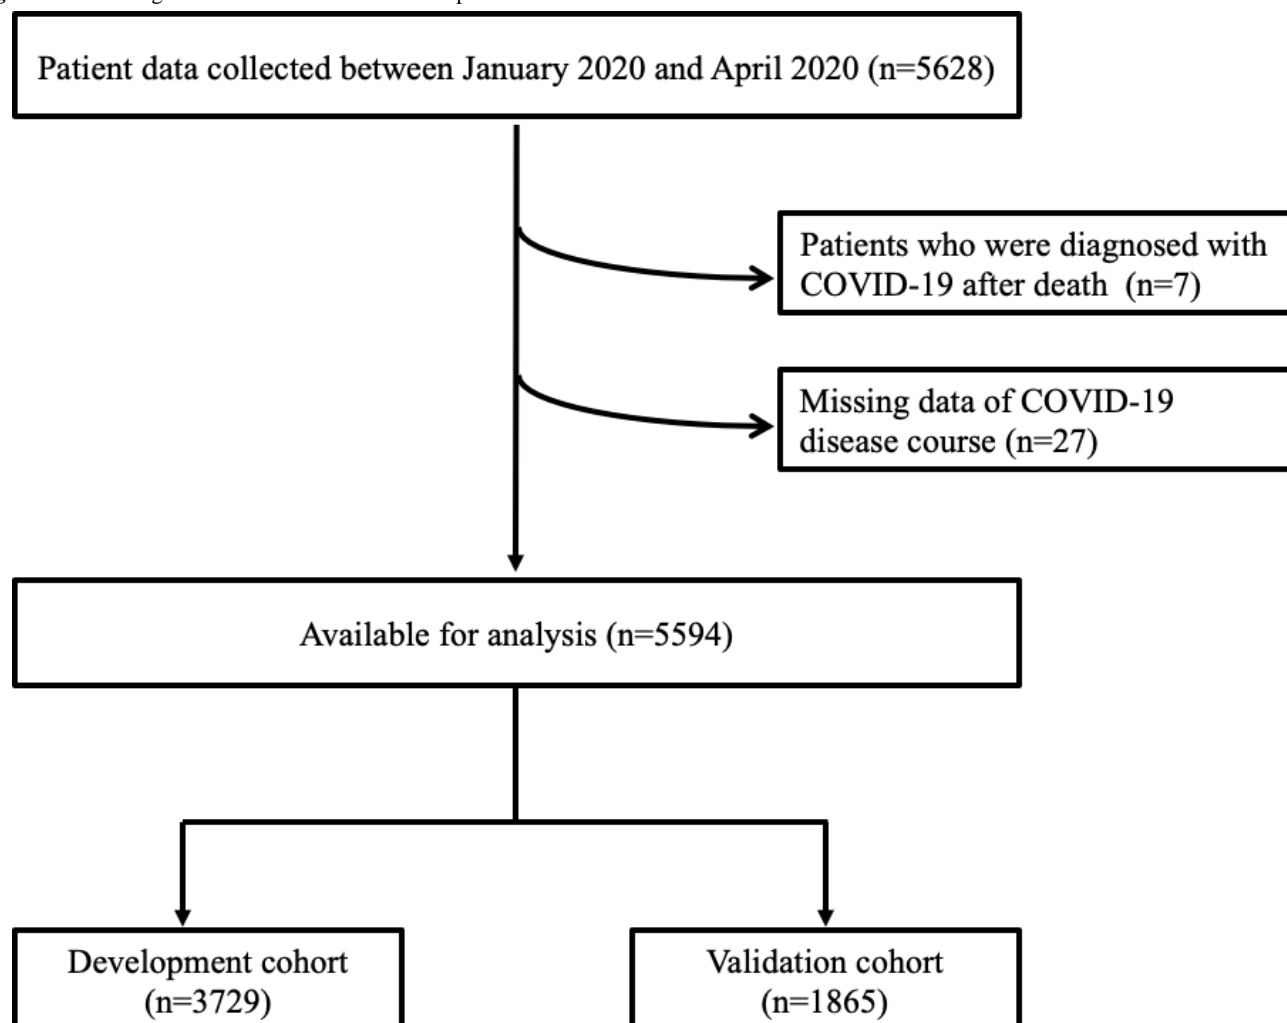 Patient data collected between January 2020 and April 2020 (n=5628)
Patients who were diagnosed with
COVID-19 after death (n=7)
Missing data of COVID-19
disease course (n=27)
Available for analysis (n=5594)
Development cohort
(n=3729)
Validation cohort
(n=1865)